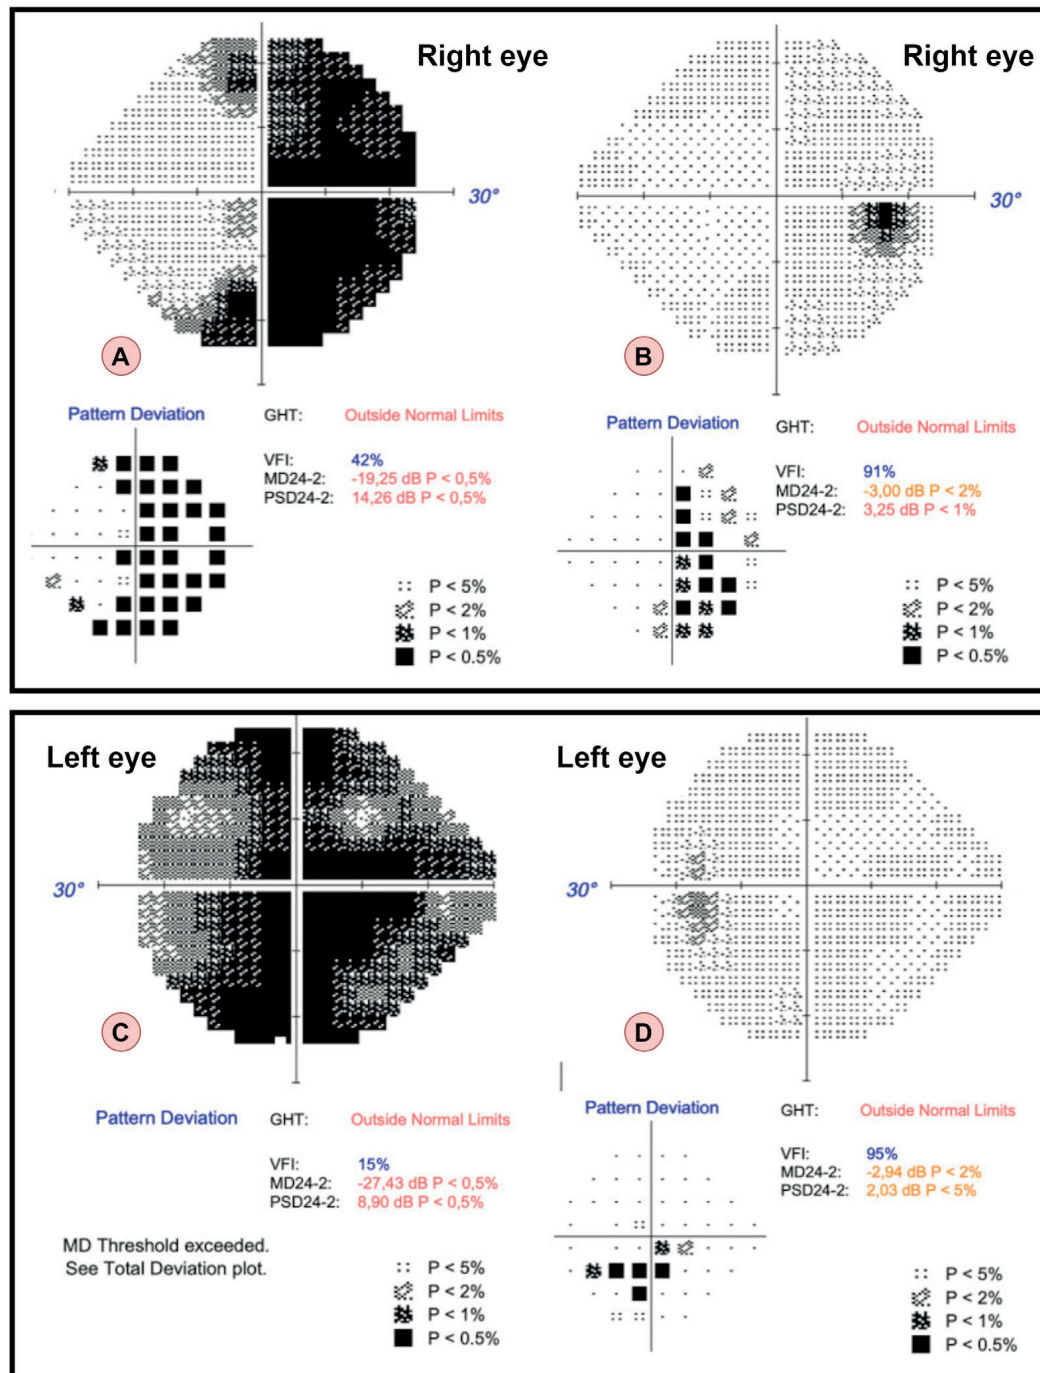 Right eye
30°
A
Pattern Deviation
GHT: Outside Normal Limits
VFI: 42%
MD24-2: -19,25 dB P < 0,5%
PSD24-2: 14,26 dB P < 0,5%
P < 5%
P < 2%
P < 1%
P < 0.5%
Right eye
30°
B
Pattern Deviation
GHT: Outside Normal Limits
VFI: 91%
MD24-2: -3,00 dB P < 2%
PSD24-2: 3,25 dB P < 1%
P < 5%
P < 2%
P < 1%
P < 0.5%
Left eye
30°
C
Pattern Deviation
GHT: Outside Normal Limits
VFI: 15%
MD24-2: -27,43 dB P < 0,5%
PSD24-2: 8,90 dB P < 0,5%
MD Threshold exceeded.
See Total Deviation plot.
P < 5%
P < 2%
P < 1%
P < 0.5%
Left eye
30°
D
Pattern Deviation
GHT: Outside Normal Limits
VFI: 95%
MD24-2: -2,94 dB P < 2%
PSD24-2: 2,03 dB P < 5%
P < 5%
P < 2%
P < 1%
P < 0.5%